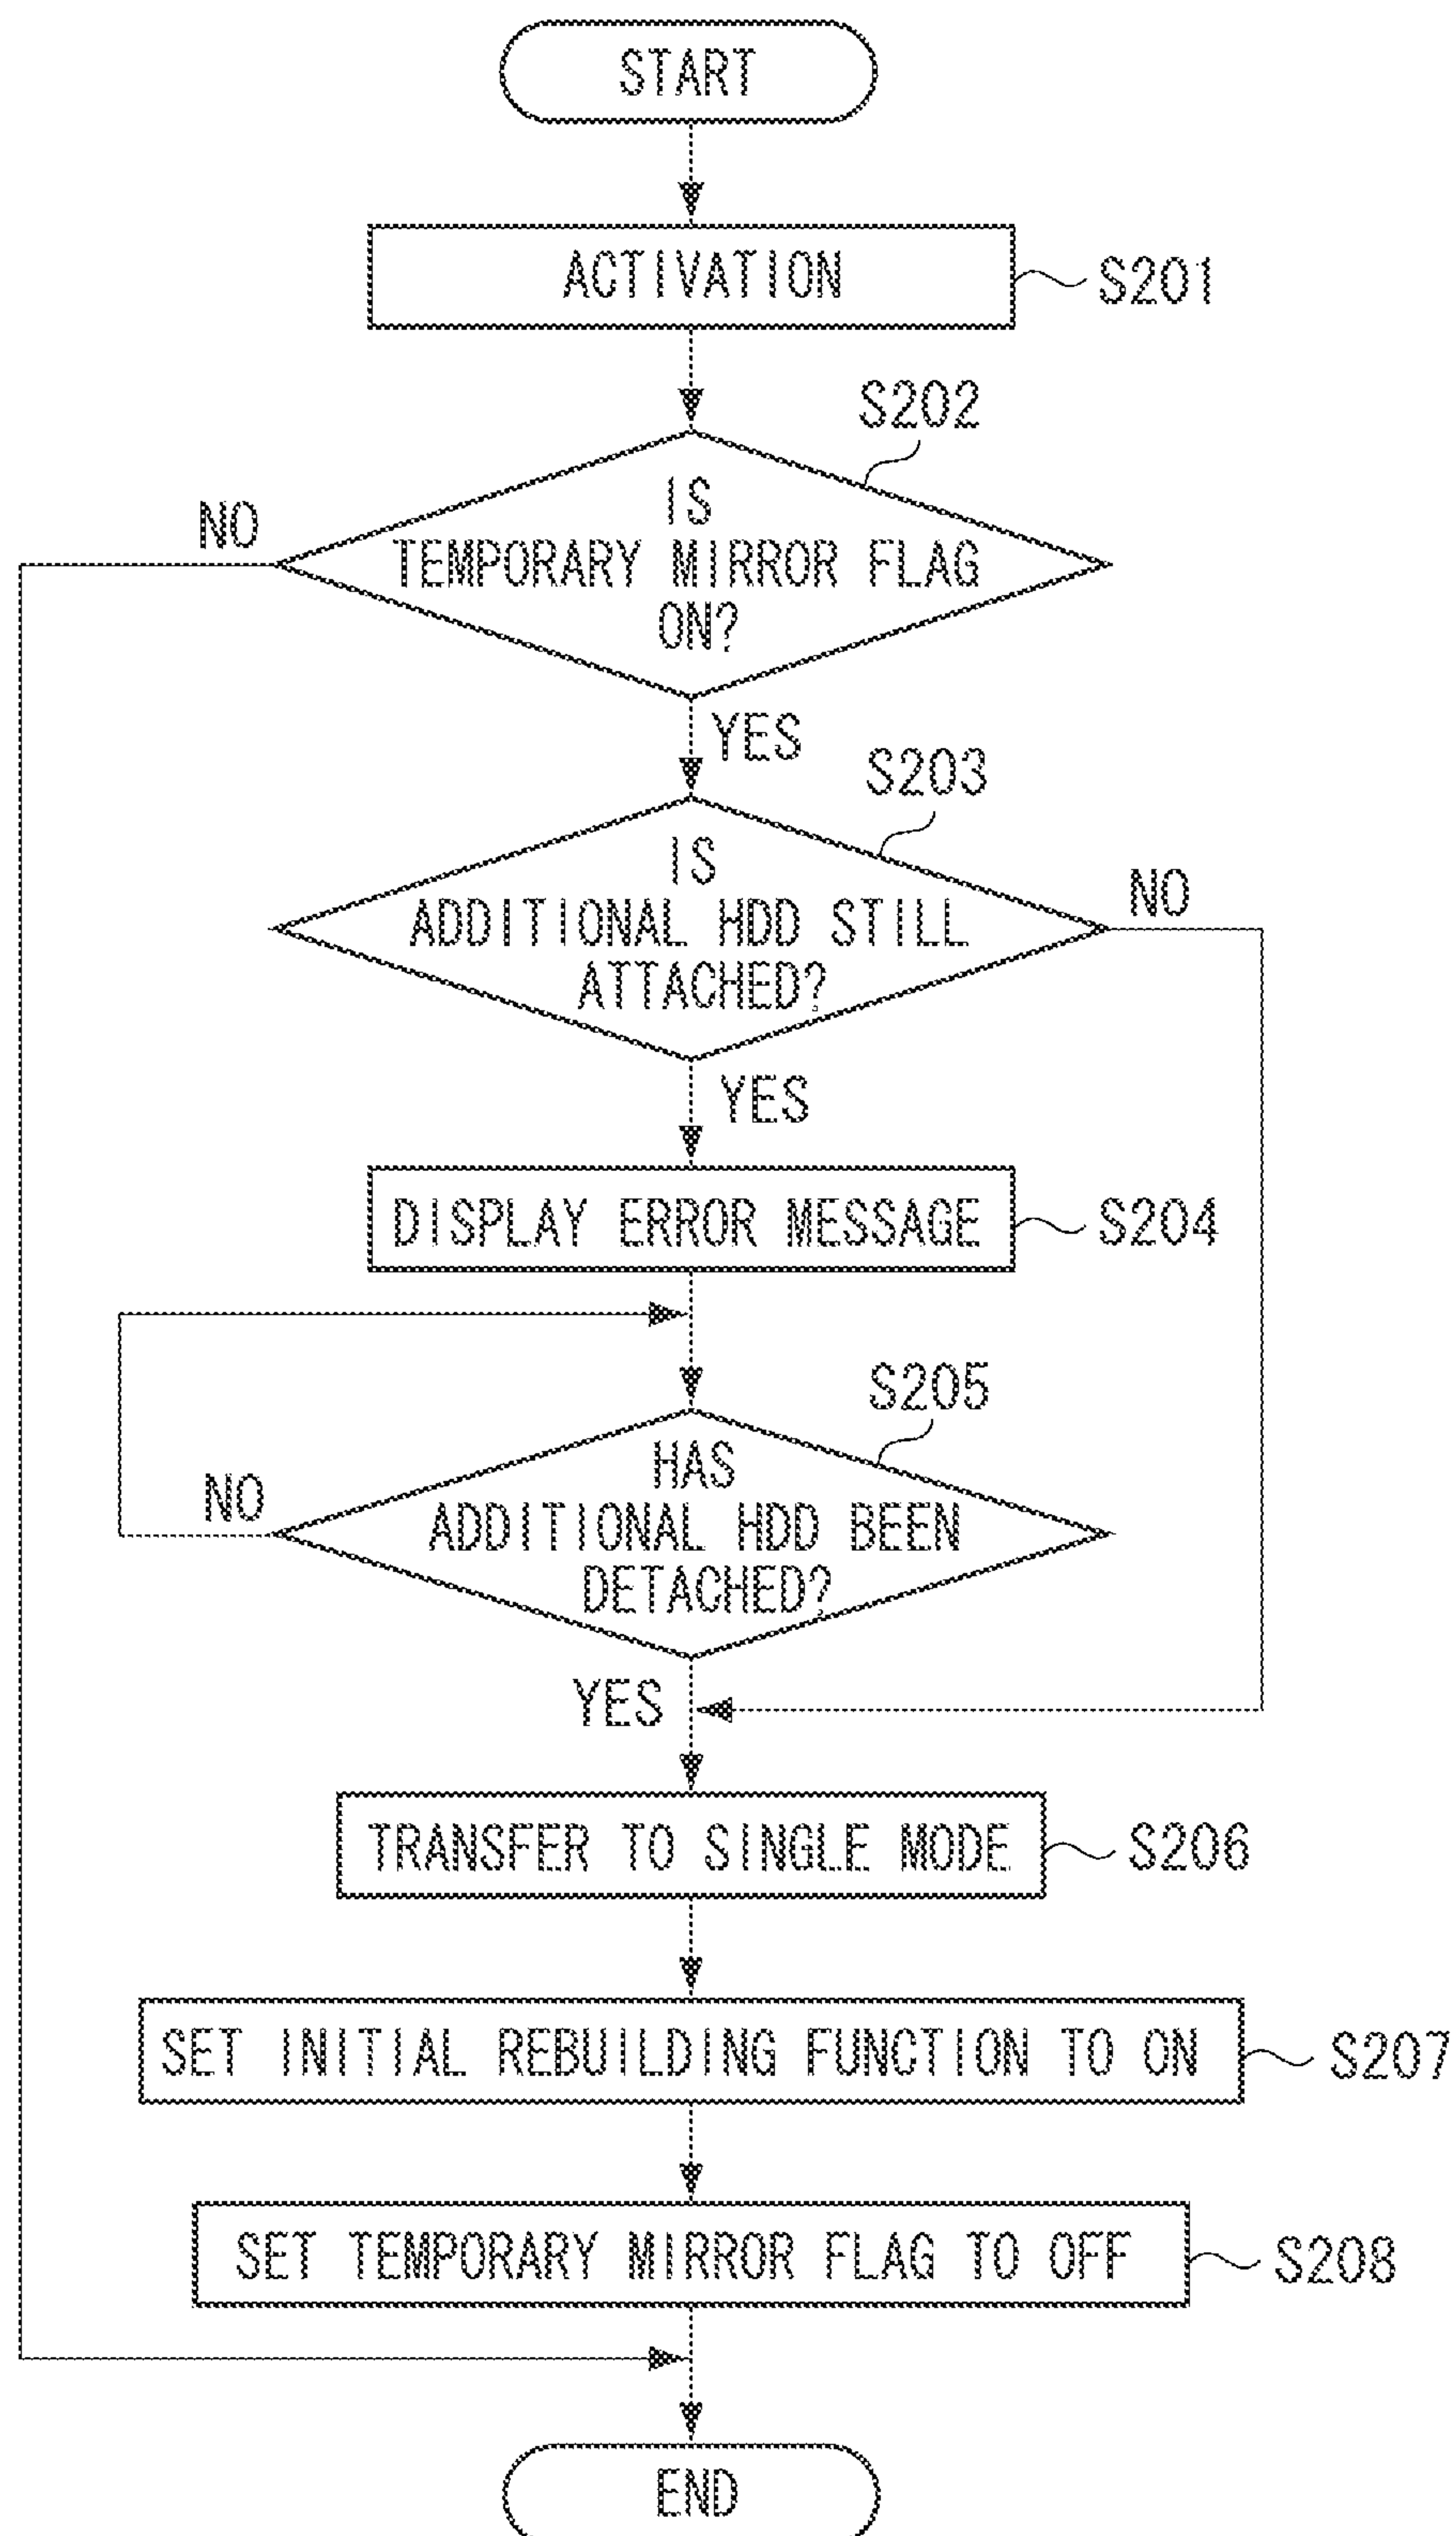 START
ACTIVATION
S201
S202
IS
TEMPORARY MIRROR FLAG
ON?
NO
YES
S203
IS
ADDITIONAL HDD STILL
ATTACHED?
NO
YES
DISPLAY ERROR MESSAGE
S204
S205
HAS
ADDITIONAL HDD BEEN
DETACHED?
NO
YES
TRANSFER TO SINGLE MODE
S206
SET INITIAL REBUILDING FUNCTION TO ON
S207
SET TEMPORARY MIRROR FLAG TO OFF
S208
END